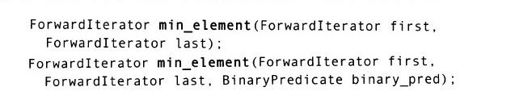 ForwardIterator min_element(ForwardIterator first,
ForwardIterator last);
ForwardIterator min_element(ForwardIterator first,
ForwardIterator last, BinaryPredicate binary_pred);